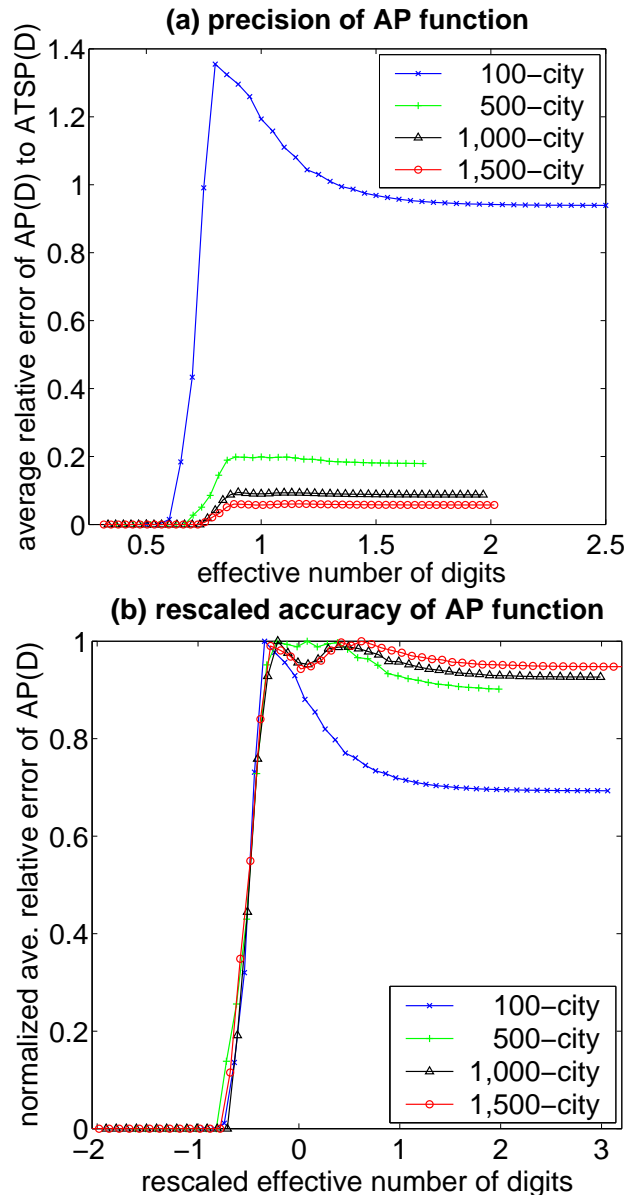 (a) precision of AP function
average relative error of AP(D) to ATSP(D)
1.4
1.2
1
0.8
0.6
0.4
0.2
0
100−city
500−city
1,000−city
1,500−city
0.5 1 1.5 2 2.5
effective number of digits
(b) rescaled accuracy of AP function
normalized ave. relative error of AP(D)
1
0.8
0.6
0.4
0.2
0
100−city
500−city
1,000−city
1,500−city
−2 −1 0 1 2 3
rescaled effective number of digits